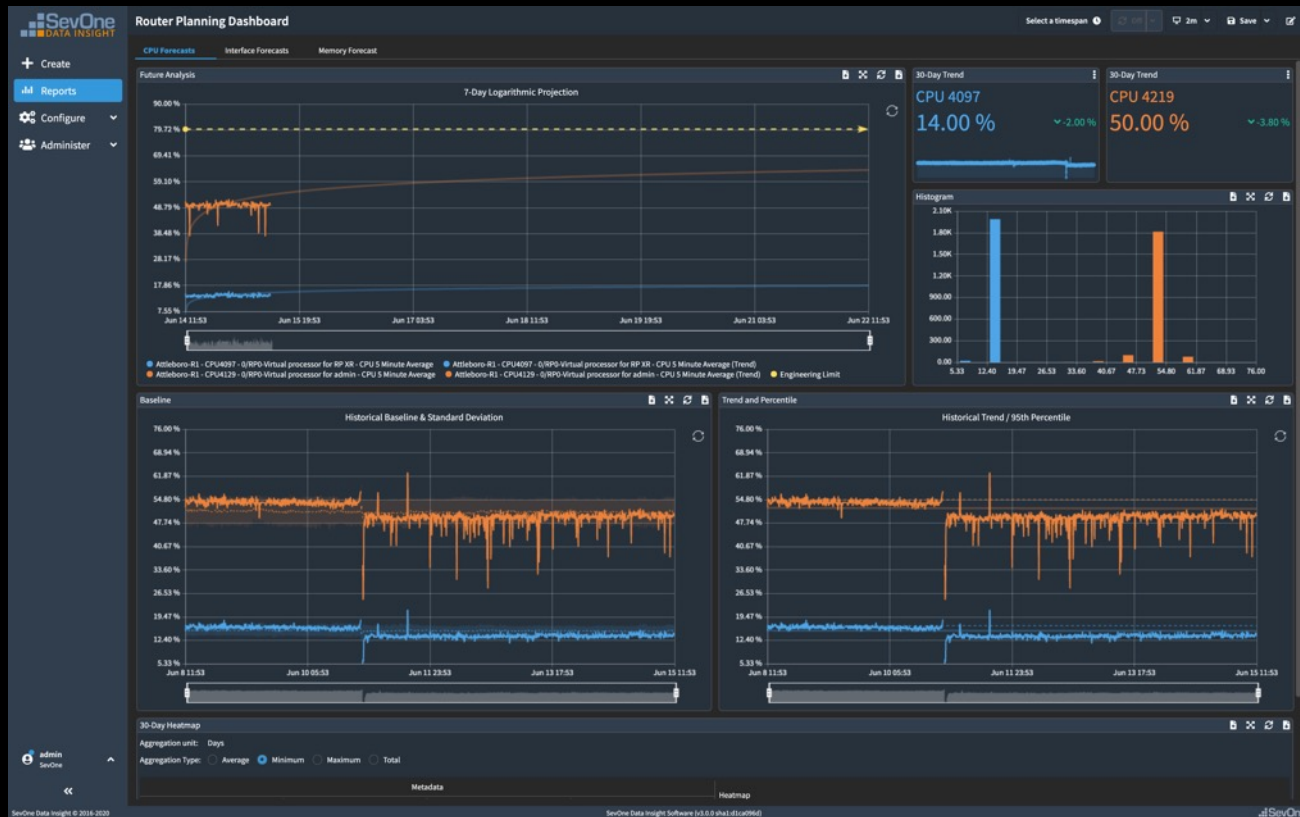 SevOne
DATA INSIGHT
Router Planning Dashboard
Select a timespan Off 2m Save
CPU Forecasts Interface Forecasts Memory Forecast
Create
Reports
Configure
Administer
Future Analysis
7-Day Logarithmic Projection
90.00 %
79.72 %
69.41 %
59.10 %
48.79 %
38.48 %
28.17 %
17.86 %
7.55 %
Jun 14 11:53 Jun 15 19:53 Jun 17 03:53 Jun 18 11:53 Jun 19 19:53 Jun 21 03:53 Jun 22 11:53
Attleboro-R1 - CPU4097 - 0/RP0-Virtual processor for RP XR - CPU 5 Minute Average Attleboro-R1 - CPU4097 - 0/RP0-Virtual processor for RP XR - CPU 5 Minute Average (Trend)
Attleboro-R1 - CPU4129 - 0/RP0-Virtual processor for admin - CPU 5 Minute Average Attleboro-R1 - CPU4129 - 0/RP0-Virtual processor for admin - CPU 5 Minute Average (Trend) Engineering Limit
30-Day Trend
CPU 4097
14.00 % -2.00 %
30-Day Trend
CPU 4219
50.00 % -3.80 %
Histogram
2.10K
1.80K
1.50K
1.20K
900.00
600.00
300.00
0.00
5.33 12.40 19.47 26.53 33.60 40.67 47.73 54.80 61.87 68.93 76.00
Baseline
Historical Baseline & Standard Deviation
76.00 %
68.94 %
61.87 %
54.80 %
47.74 %
40.67 %
33.60 %
26.53 %
19.47 %
12.40 %
5.33 %
Jun 8 11:53 Jun 10 05:53 Jun 11 23:53 Jun 13 17:53 Jun 15 11:53
Trend and Percentile
Historical Trend / 95th Percentile
76.00 %
68.94 %
61.87 %
54.80 %
47.74 %
40.67 %
33.60 %
26.53 %
19.47 %
12.40 %
5.33 %
Jun 8 11:53 Jun 10 05:53 Jun 11 23:53 Jun 13 17:53 Jun 15 11:53
30-Day Heatmap
Aggregation unit: Days
Aggregation Type: Average Minimum Maximum Total
Metadata
Heatmap
admin
SevOne
SevOne Data Insight © 2016-2020
SevOne Data Insight Software (v3.0.0 sha1:d1ca096d)
SevOn